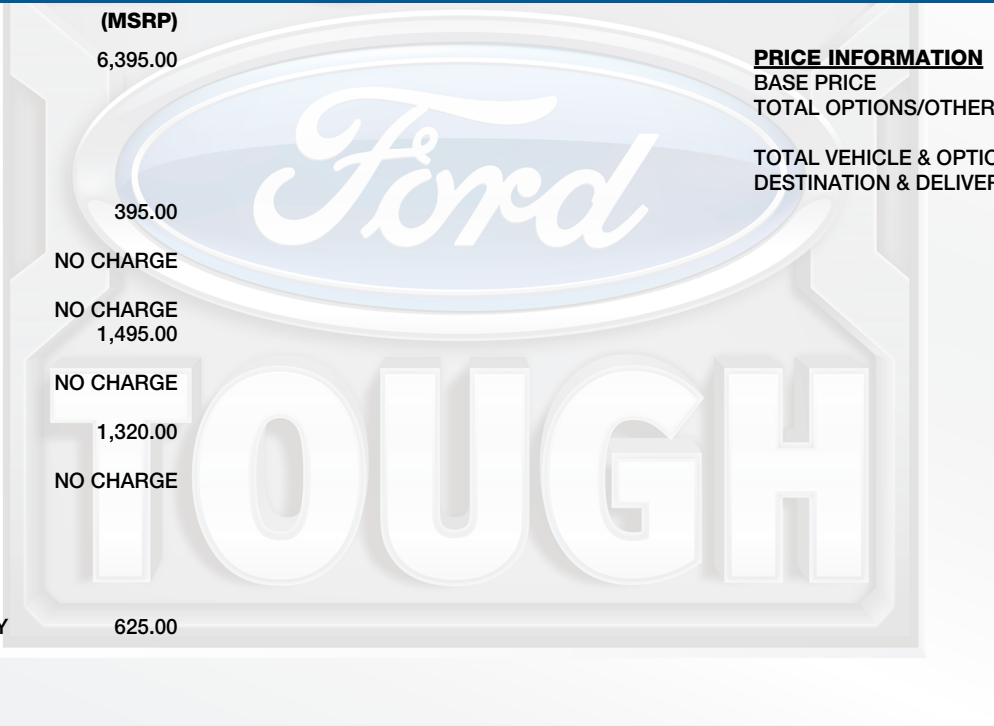 (MSRP)
6,395.00
395.00
NO CHARGE
NO CHARGE
1,495.00
NO CHARGE
1,320.00
NO CHARGE
Y 625.00
PRICE INFORMATION
BASE PRICE
TOTAL OPTIONS/OTHER
TOTAL VEHICLE & OPTIO
DESTINATION & DELIVER
Ford
TOUGH